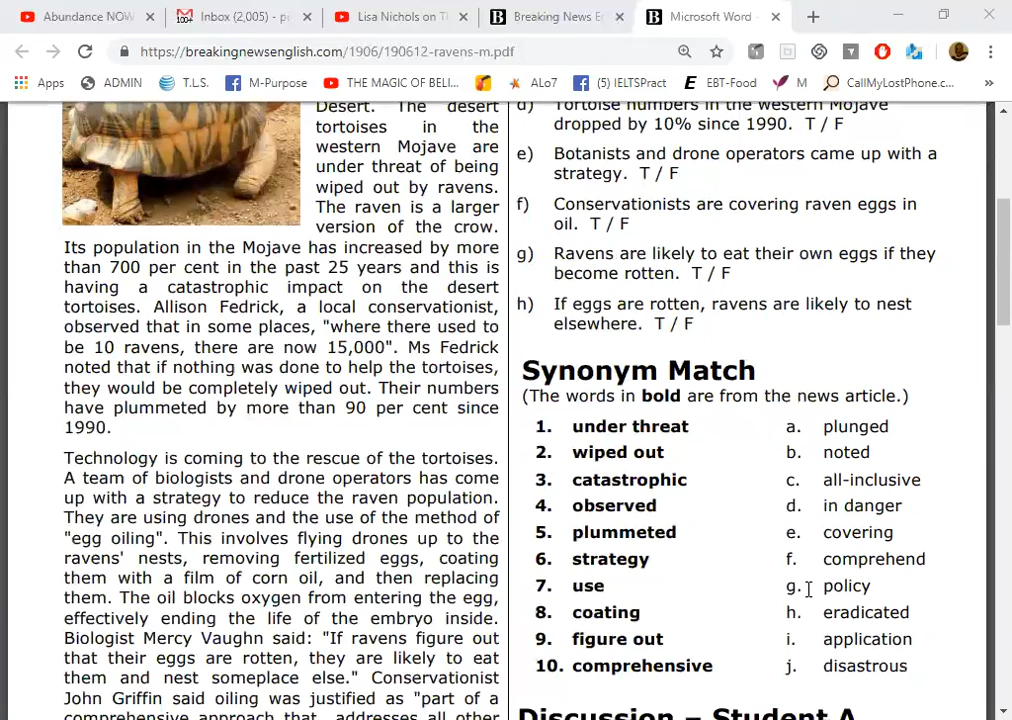 Abundance NOW
Inbox (2,005) - p
Lisa Nichols on T
Breaking News E
Microsoft Word -
https://breakingnewsenglish.com/1906/190612-ravens-m.pdf
Apps
ADMIN
T.L.S.
M-Purpose
THE MAGIC OF BELI...
ALo7
(5) IELTSPract
EBT-Food
M
CallMyLostPhone.c...
Desert. The desert
tortoises in the
western Mojave are
under threat of being
wiped out by ravens.
The raven is a larger
version of the crow.
Its population in the Mojave has increased by more
than 700 per cent in the past 25 years and this is
having a catastrophic impact on the desert
tortoises. Allison Fedrick, a local conservationist,
observed that in some places, "where there used to
be 10 ravens, there are now 15,000". Ms Fedrick
noted that if nothing was done to help the tortoises,
they would be completely wiped out. Their numbers
have plummeted by more than 90 per cent since
1990.
Technology is coming to the rescue of the tortoises.
A team of biologists and drone operators has come
up with a strategy to reduce the raven population.
They are using drones and the use of the method of
"egg oiling". This involves flying drones up to the
ravens' nests, removing fertilized eggs, coating
them with a film of corn oil, and then replacing
them. The oil blocks oxygen from entering the egg,
effectively ending the life of the embryo inside.
Biologist Mercy Vaughn said: "If ravens figure out
that their eggs are rotten, they are likely to eat
them and nest someplace else." Conservationist
John Griffin said oiling was justified as "part of a
comprehensive approach that addresses all other
d) Tortoise numbers in the western Mojave
dropped by 10% since 1990. T / F
e) Botanists and drone operators came up with a
strategy. T / F
f) Conservationists are covering raven eggs in
oil. T / F
g) Ravens are likely to eat their own eggs if they
become rotten. T / F
h) If eggs are rotten, ravens are likely to nest
elsewhere. T / F
Synonym Match
(The words in bold are from the news article.)
1. under threat a. plunged
2. wiped out b. noted
3. catastrophic c. all-inclusive
4. observed d. in danger
5. plummeted e. covering
6. strategy f. comprehend
7. use g. policy
8. coating h. eradicated
9. figure out i. application
10. comprehensive j. disastrous
Discussion – Student A